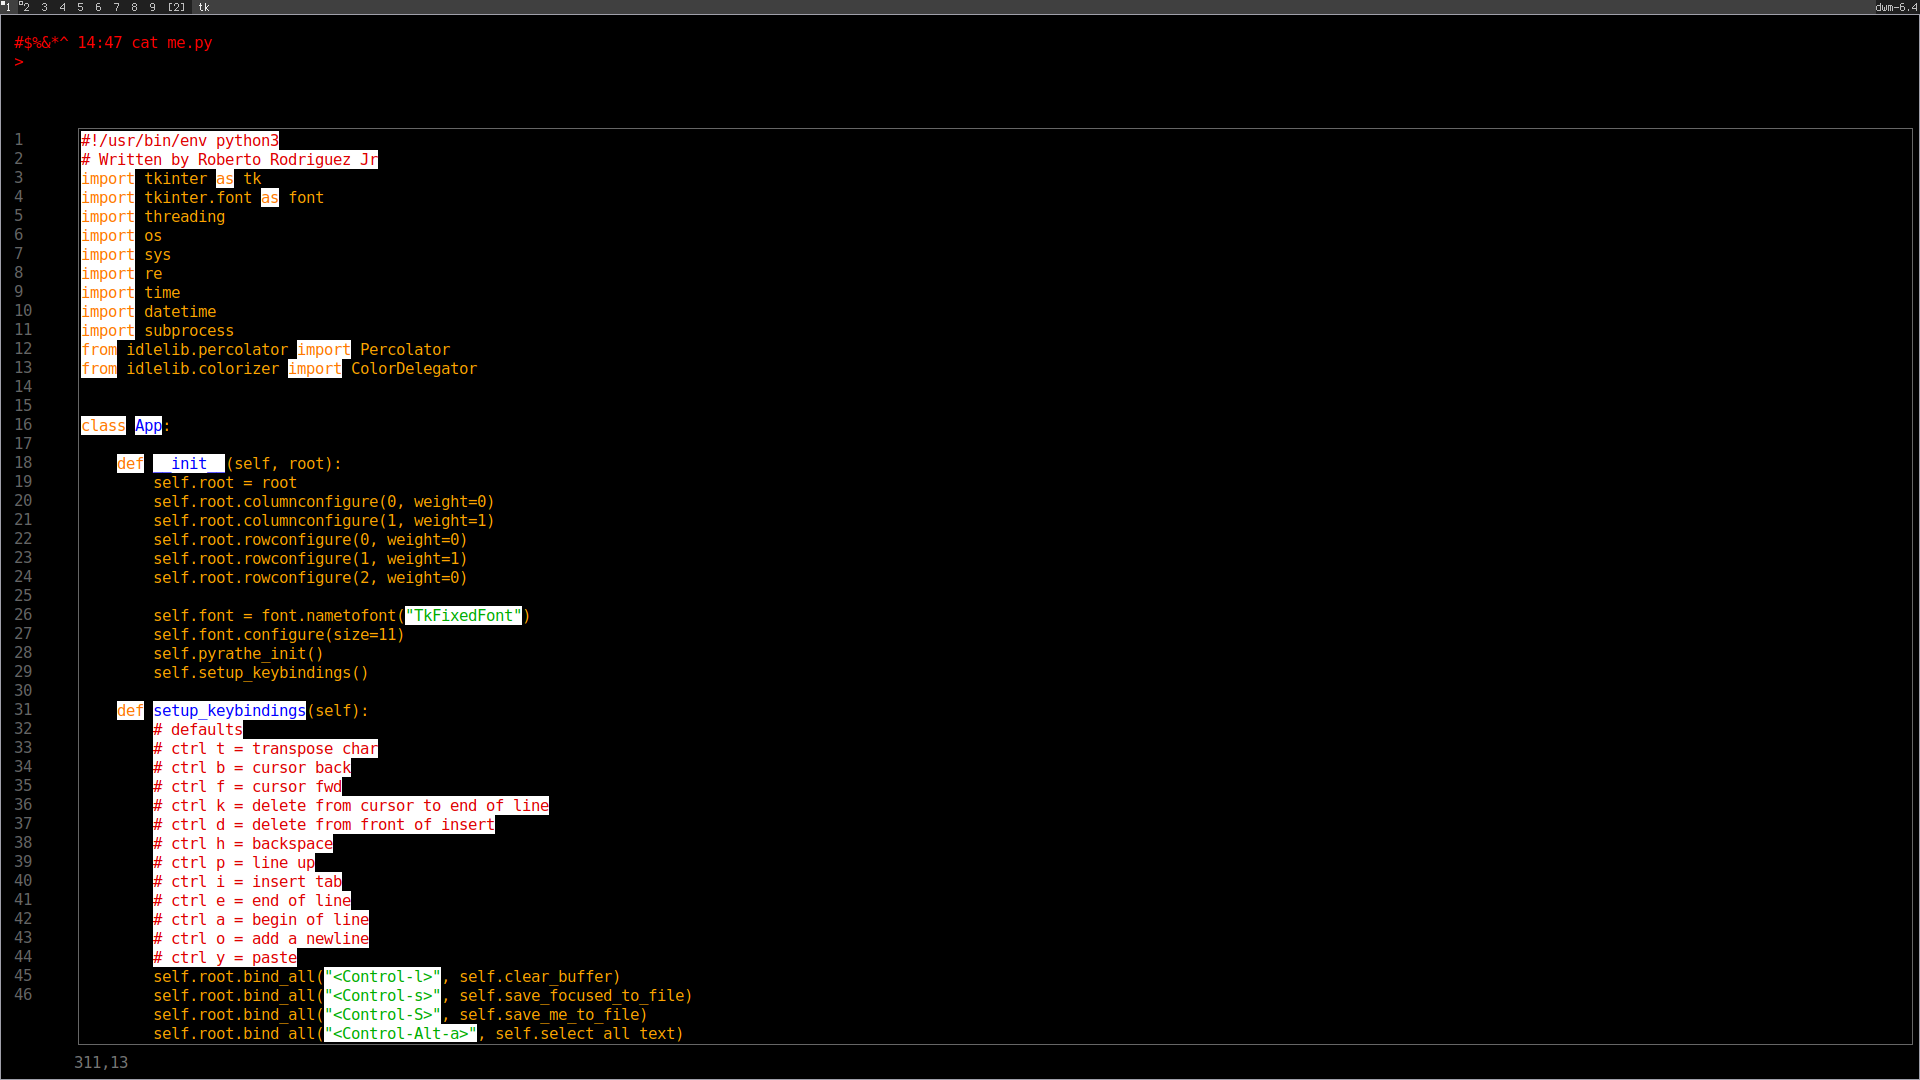 1 2 3 4 5 6 7 8 9 [2] tk dwm-6.4
#$%&*^ 14:47 cat me.py
>
1 #!/usr/bin/env python3
2 # Written by Roberto Rodriguez Jr
3 import tkinter as tk
4 import tkinter.font as font
5 import threading
6 import os
7 import sys
8 import re
9 import time
10 import datetime
11 import subprocess
12 from idlelib.percolator import Percolator
13 from idlelib.colorizer import ColorDelegator
14
15
16 class App:
17
18     def __init__(self, root):
19         self.root = root
20         self.root.columnconfigure(0, weight=0)
21         self.root.columnconfigure(1, weight=1)
22         self.root.rowconfigure(0, weight=0)
23         self.root.rowconfigure(1, weight=1)
24         self.root.rowconfigure(2, weight=0)
25
26         self.font = font.nametofont("TkFixedFont")
27         self.font.configure(size=11)
28         self.pyrathe_init()
29         self.setup_keybindings()
30
31     def setup_keybindings(self):
32         # defaults
33         # ctrl t = transpose char
34         # ctrl b = cursor back
35         # ctrl f = cursor fwd
36         # ctrl k = delete from cursor to end of line
37         # ctrl d = delete from front of insert
38         # ctrl h = backspace
39         # ctrl p = line up
40         # ctrl i = insert tab
41         # ctrl e = end of line
42         # ctrl a = begin of line
43         # ctrl o = add a newline
44         # ctrl y = paste
45         self.root.bind_all("<Control-l>", self.clear_buffer)
46         self.root.bind_all("<Control-s>", self.save_focused_to_file)
        self.root.bind_all("<Control-S>", self.save_me_to_file)
        self.root.bind_all("<Control-Alt-a>", self.select_all_text)
311,13